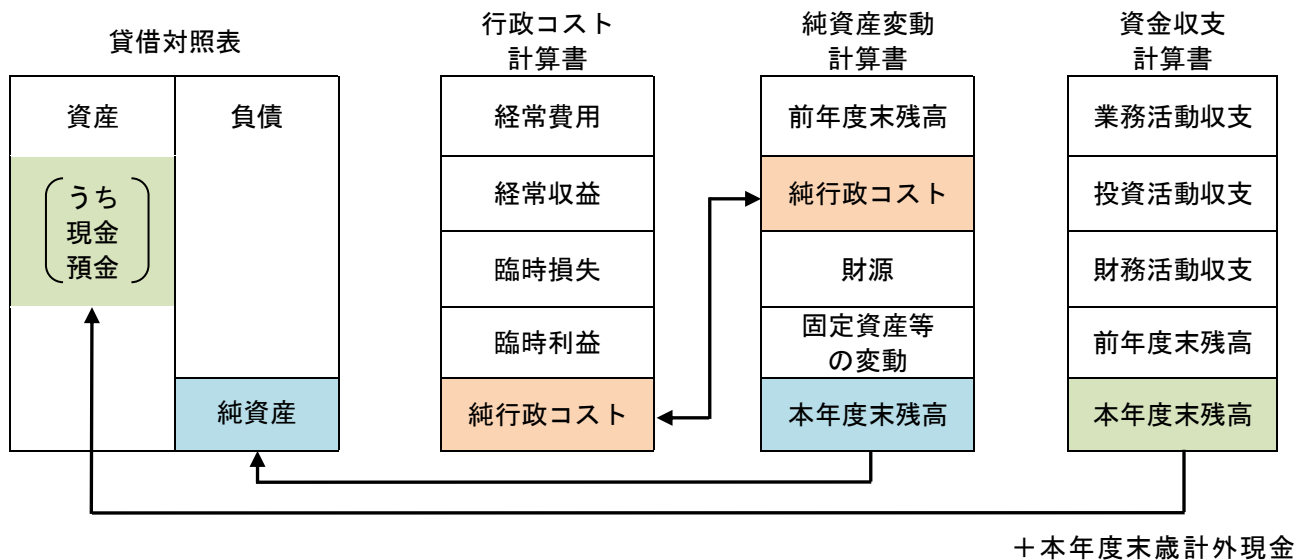 貸借対照表
資産
負債
うち
現金
預金
純資産
行政コスト
計算書
経常費用
経常収益
臨時損失
臨時利益
純行政コスト
純資産変動
計算書
前年度末残高
純行政コスト
財源
固定資産等
の変動
本年度末残高
資金収支
計算書
業務活動収支
投資活動収支
財務活動収支
前年度末残高
本年度末残高
＋本年度末歳計外現金